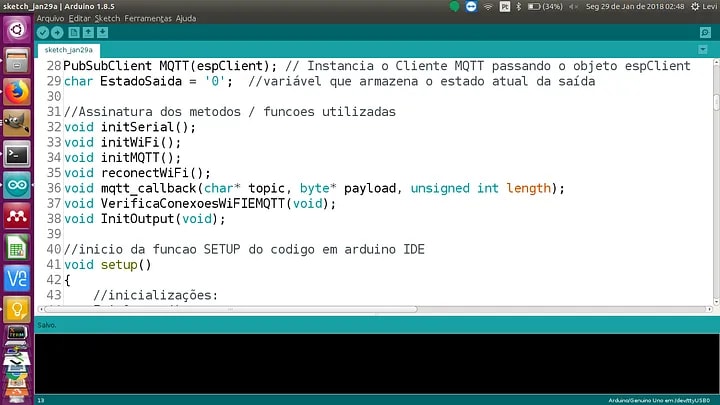 sketch_jan29a | Arduino 1.8.5
Pt
(34%)
Seg 29 de Jan de 2018 02:48
Levi
Arquivo Editar Sketch Ferramentas Ajuda
sketch_jan29a
28 PubSubClient MQTT(espClient); // Instancia o Cliente MQTT passando o objeto espClient
29 char EstadoSaida = '0';  //variável que armazena o estado atual da saída
30
31 //Assinatura dos metodos / funcoes utilizadas
32 void initSerial();
33 void initWiFi();
34 void initMQTT();
35 void reconectWiFi();
36 void mqtt_callback(char* topic, byte* payload, unsigned int length);
37 void VerificaConexoesWiFIEMQTT(void);
38 void InitOutput(void);
39
40 //inicio da funcao SETUP do codigo em arduino IDE
41 void setup()
42 {
43     //inicializações:
Salvo.
13
Arduino/Genuino Uno em /dev/ttyUSB0